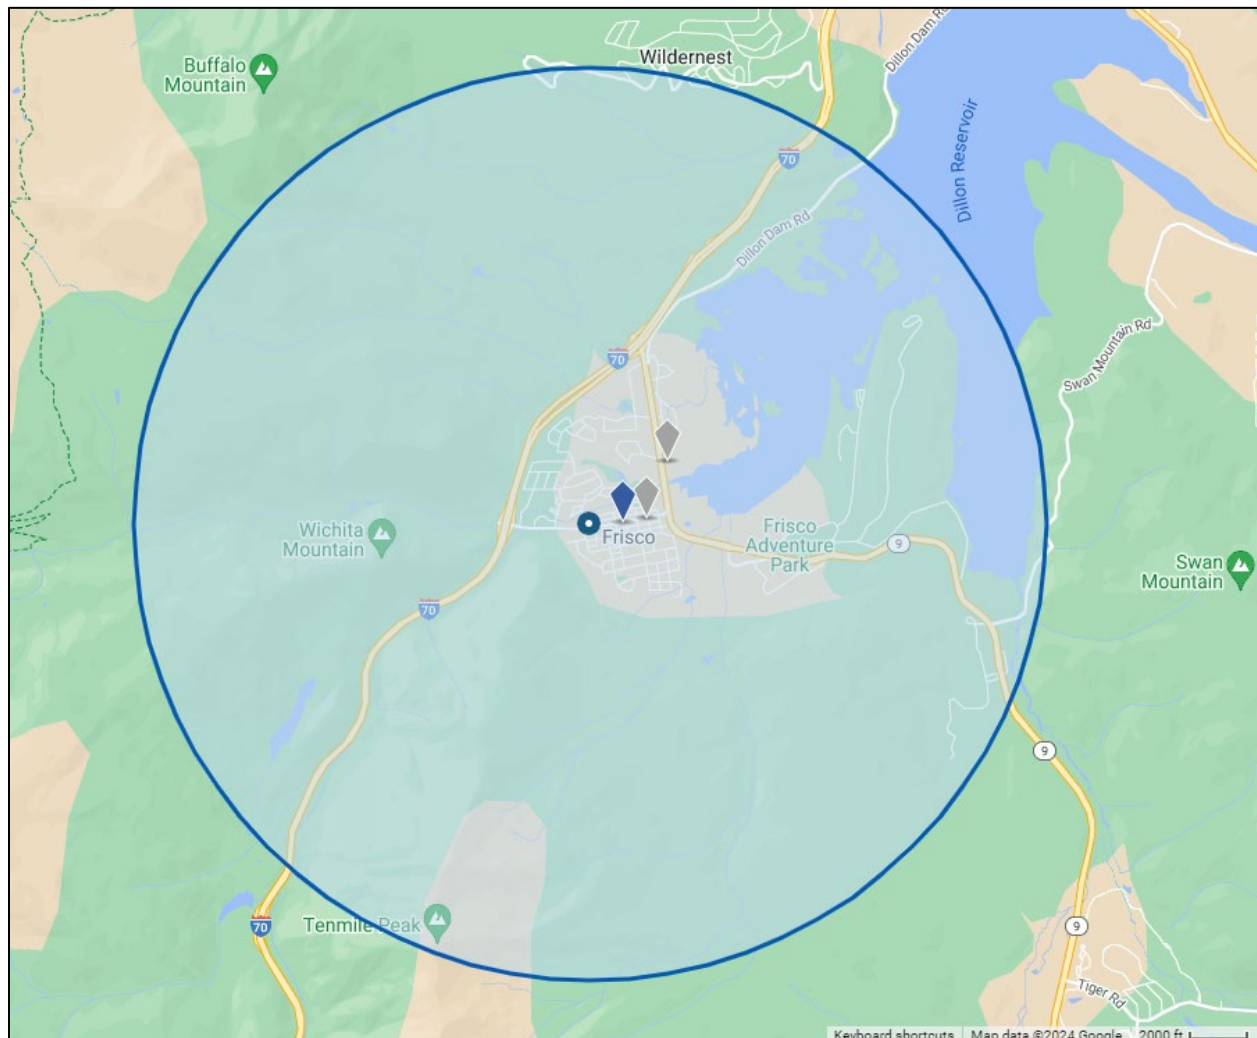 Buffalo
Mountain
Wildernest
Dillon Dam Rd
Dillon Reservoir
70
Dillon Dam Rd
Swan Mountain Rd
70
Wichita
Mountain
Frisco
Frisco
Adventure
Park
9
Swan
Mountain
70
9
Tenmile Peak
70
9
Tiger Rd
Keyboard shortcuts
Map data ©2024 Google
2000 ft